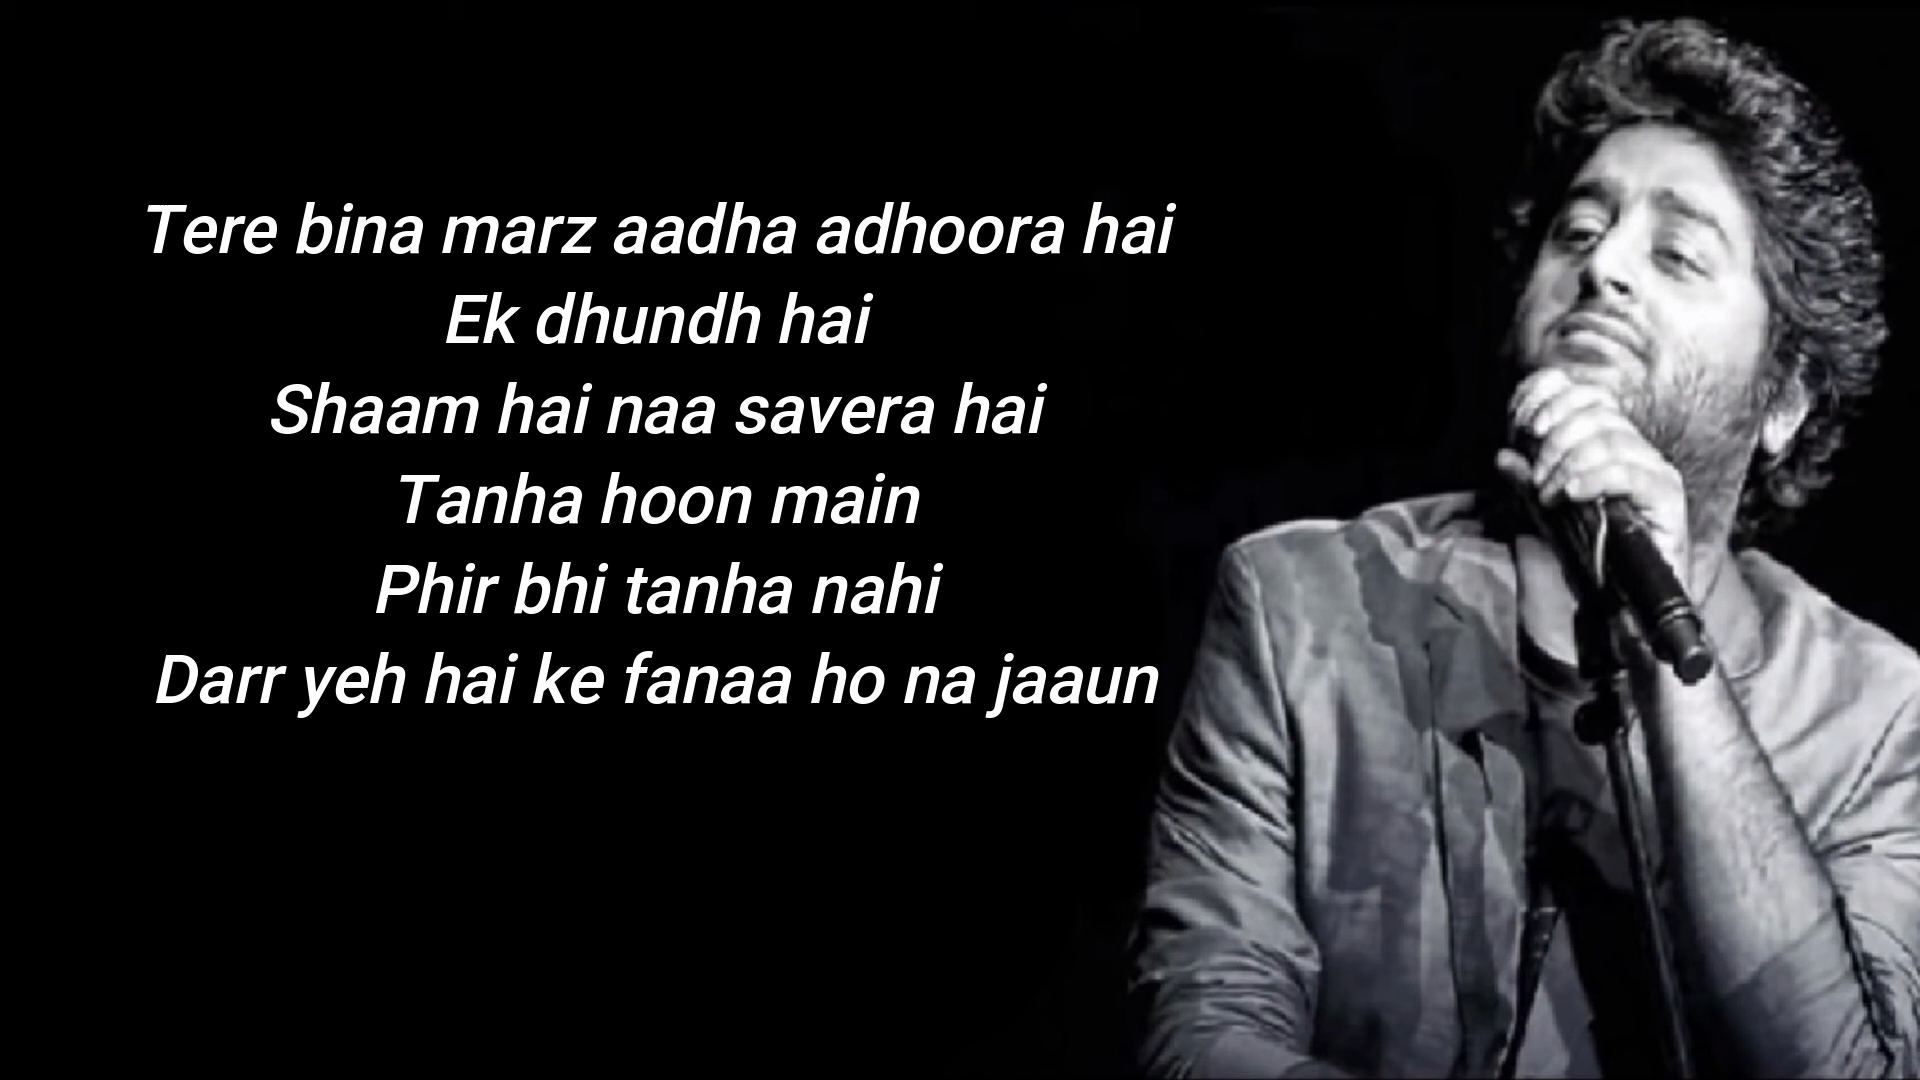 Tere bina marz aadha adhoora hai
Ek dhundh hai
Shaam hai naa savera hai
Tanha hoon main
Phir bhi tanha nahi
Darr yeh hai ke fanaa ho na jaaun